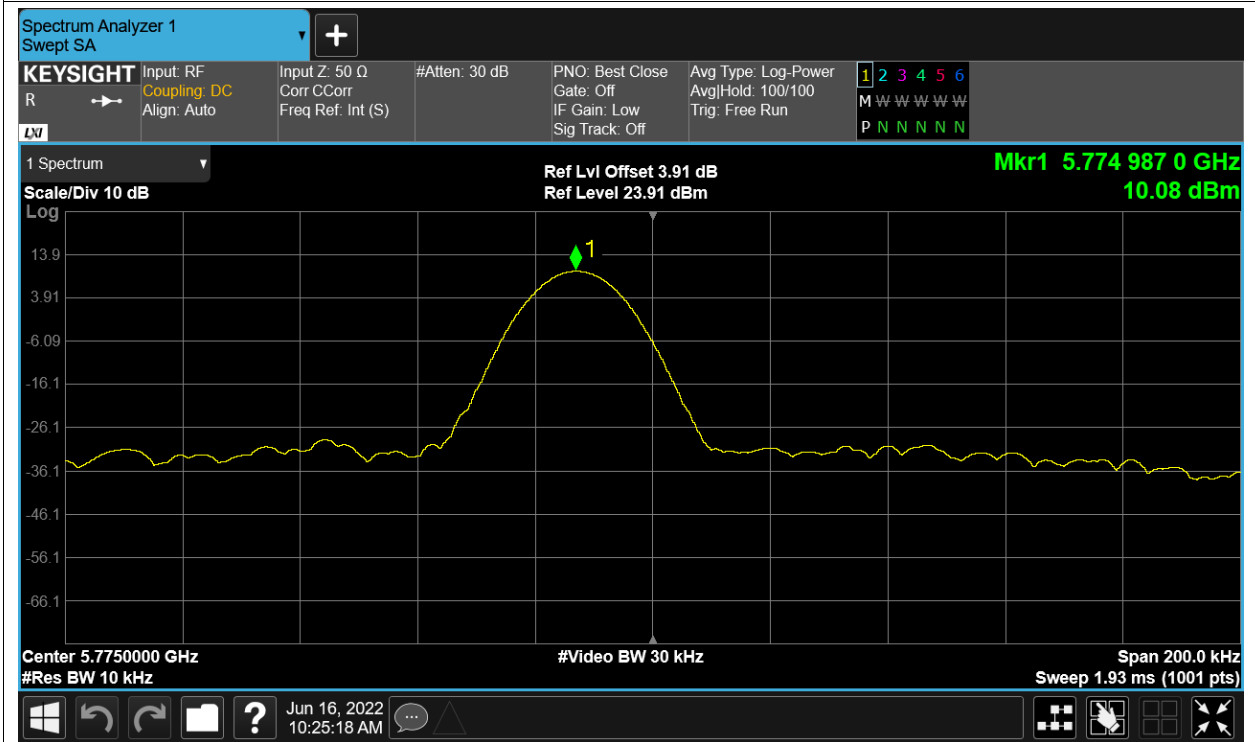 Spectrum Analyzer 1
Swept SA
+
KEYSIGHT
R
LXI
Input: RF
Coupling: DC
Align: Auto
Input Z: 50 Ω
Corr CCorr
Freq Ref: Int (S)
#Atten: 30 dB
PNO: Best Close
Gate: Off
IF Gain: Low
Sig Track: Off
Avg Type: Log-Power
Avg|Hold: 100/100
Trig: Free Run
1 2 3 4 5 6
M W W W W W
P N N N N N
1 Spectrum
Scale/Div 10 dB
Log
Ref Lvl Offset 3.91 dB
Ref Level 23.91 dBm
Mkr1 5.774 987 0 GHz
10.08 dBm
1
13.9
3.91
-6.09
-16.1
-26.1
-36.1
-46.1
-56.1
-66.1
Center 5.7750000 GHz
#Res BW 10 kHz
#Video BW 30 kHz
Span 200.0 kHz
Sweep 1.93 ms (1001 pts)
?
Jun 16, 2022
10:25:18 AM